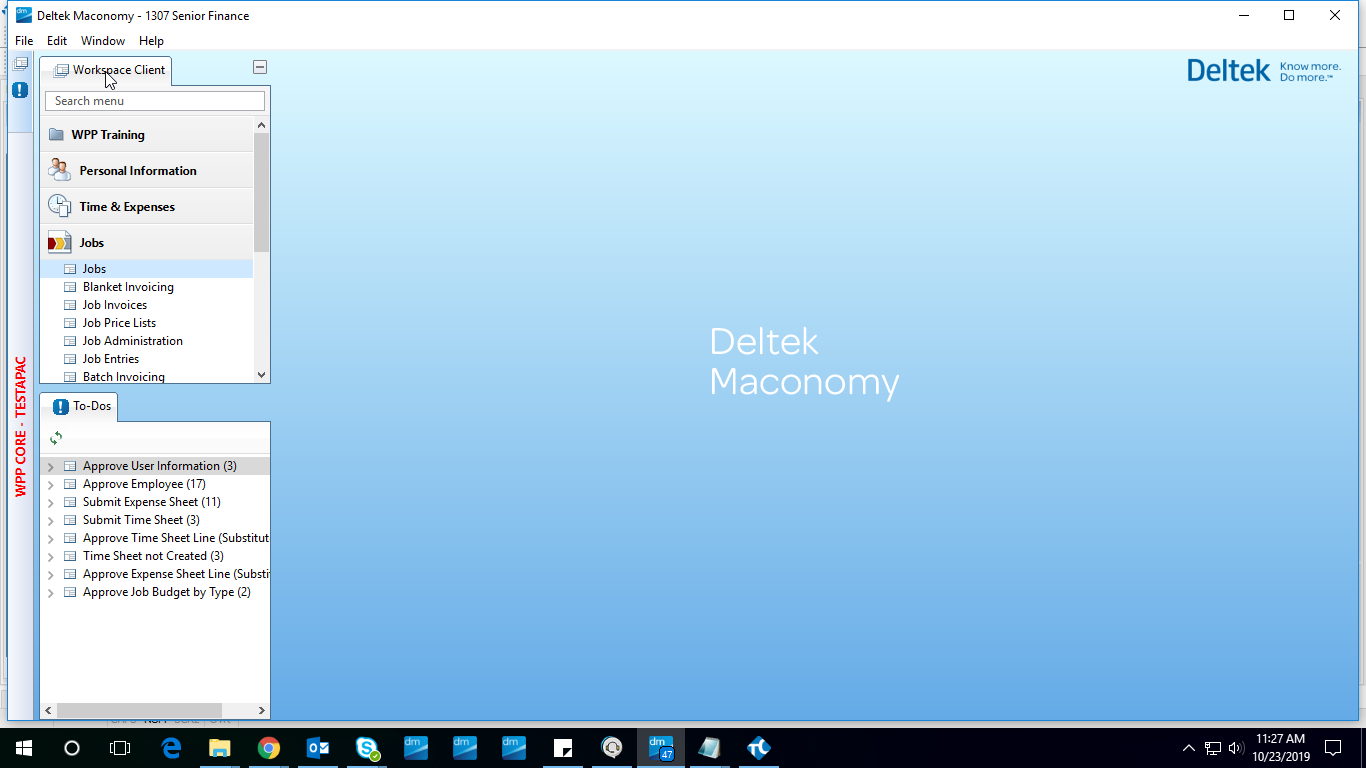 Deltek Maconomy - 1307 Senior Finance
File Edit Window Help
Workspace Client
Search menu
WPP Training
Personal Information
Time & Expenses
Jobs
Jobs
Blanket Invoicing
Job Invoices
Job Price Lists
Job Administration
Job Entries
Batch Invoicing
To-Dos
Approve User Information (3)
Approve Employee (17)
Submit Expense Sheet (11)
Submit Time Sheet (3)
Approve Time Sheet Line (Substitut
Time Sheet not Created (3)
Approve Expense Sheet Line (Substi
Approve Job Budget by Type (2)
WPP CORE - TESTAPAC
Deltek Know more.
Do more.™
Deltek
Maconomy
dm
dm
dm
dm
47
11:27 AM
10/23/2019